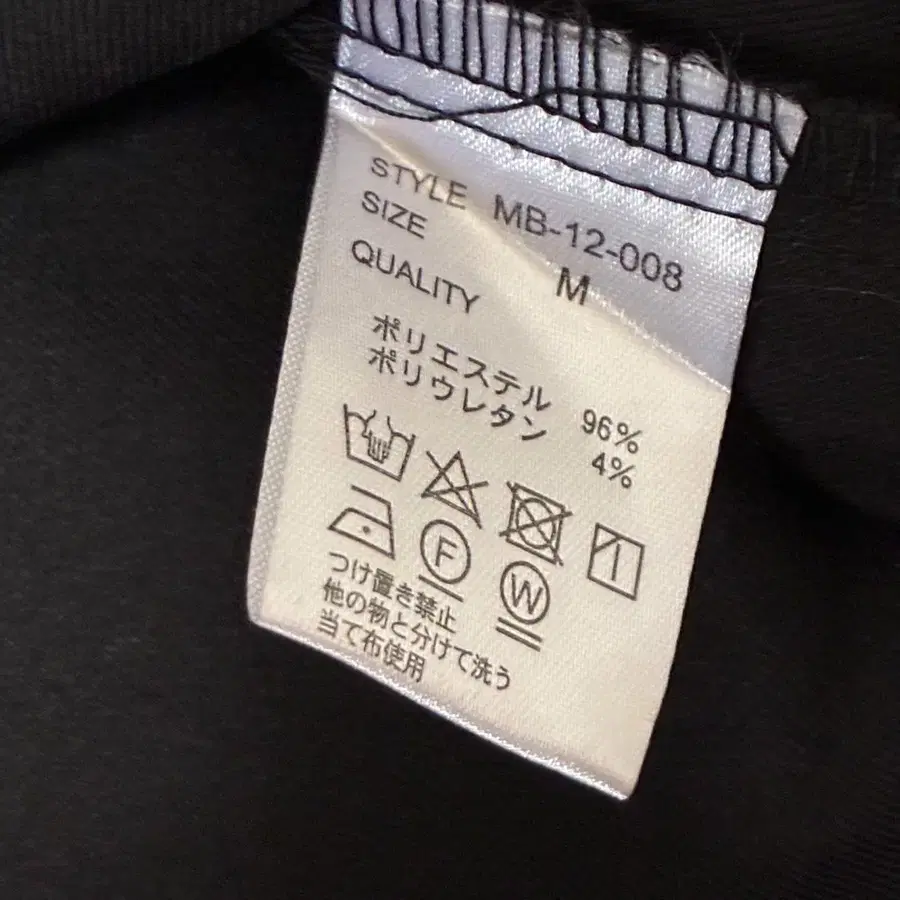 STYLE MB-12-008
SIZE M
QUALITY
ポリエステル 96%
ポリウレタン 4%
F
W
つけ置き禁止
他の物と分けて洗う
当て布使用